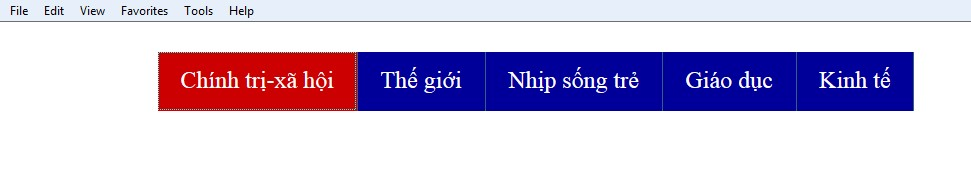 File Edit View Favorites Tools Help
Chính trị-xã hội Thế giới Nhịp sống trẻ Giáo dục Kinh tế